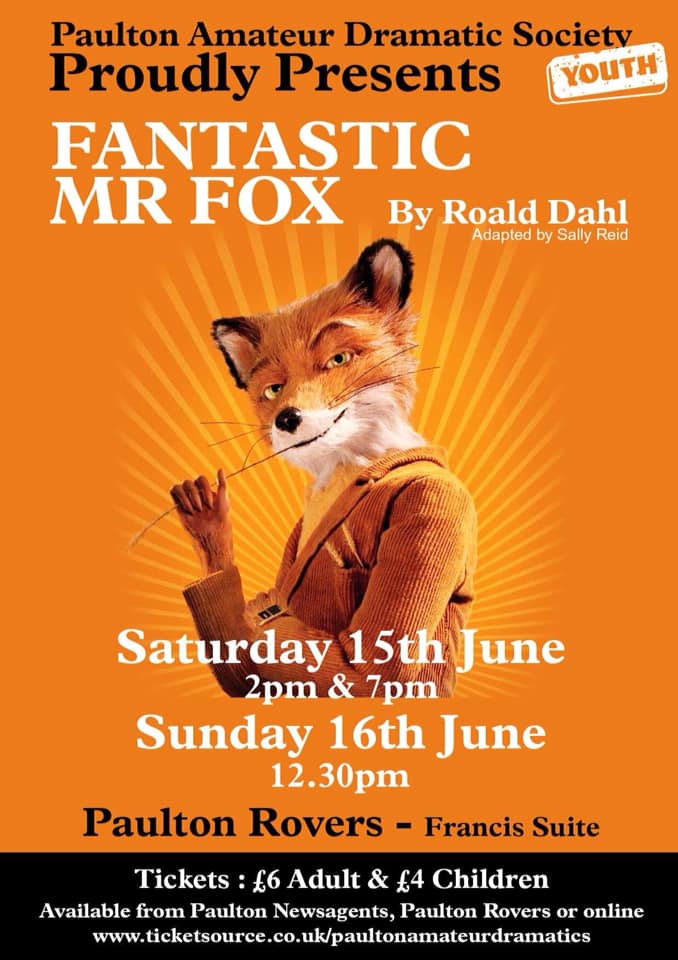 Paulton Amateur Dramatic Society
Proudly Presents
YOUTH
FANTASTIC
MR FOX
By Roald Dahl
Adapted by Sally Reid
Saturday 15th June
2pm & 7pm
Sunday 16th June
12.30pm
Paulton Rovers - Francis Suite
Tickets : £6 Adult & £4 Children
Available from Paulton Newsagents, Paulton Rovers or online
www.ticketsource.co.uk/paultonamateurdramatics